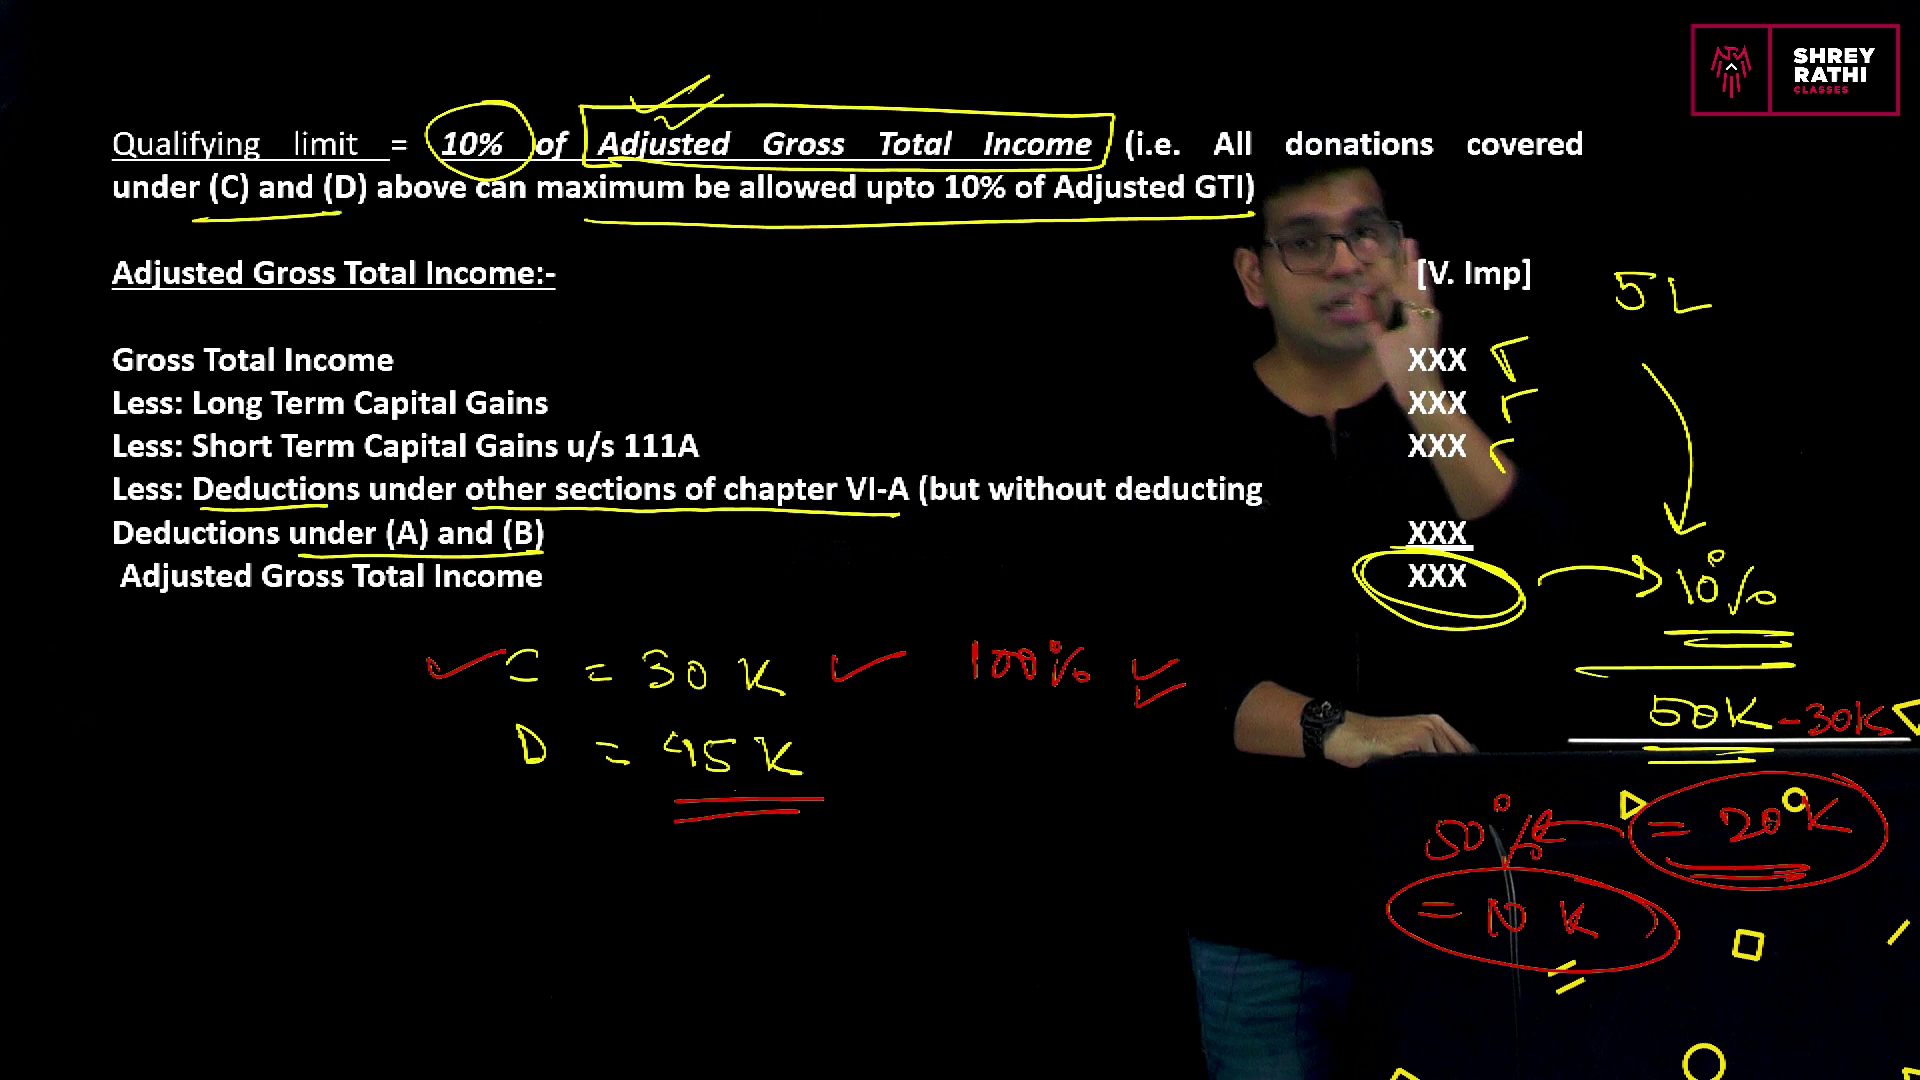 SHREY
RATHI
CLASSES
Qualifying limit = 10% of Adjusted Gross Total Income (i.e. All donations covered
under (C) and (D) above can maximum be allowed upto 10% of Adjusted GTI)
Adjusted Gross Total Income:- [V. Imp]
5 L
Gross Total Income XXX
Less: Long Term Capital Gains XXX
Less: Short Term Capital Gains u/s 111A XXX
Less: Deductions under other sections of chapter VI-A (but without deducting
Deductions under (A) and (B) XXX
Adjusted Gross Total Income XXX
10%
C = 30 K 100%
50K - 30K
D = 45 K
50% = 20K
= 10 K